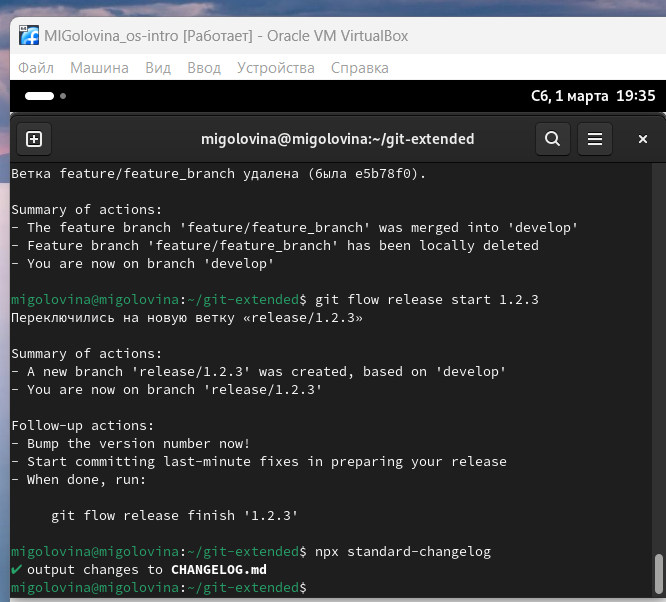 MIGolovina_os-intro [Работает] - Oracle VM VirtualBox
Файл Машина Вид Ввод Устройства Справка
Сб, 1 марта 19:35
migolovina@migolovina:~/git-extended
Ветка feature/feature_branch удалена (была e5b78f0).
Summary of actions:
- The feature branch 'feature/feature_branch' was merged into 'develop'
- Feature branch 'feature/feature_branch' has been locally deleted
- You are now on branch 'develop'
migolovina@migolovina:~/git-extended$ git flow release start 1.2.3
Переключились на новую ветку «release/1.2.3»
Summary of actions:
- A new branch 'release/1.2.3' was created, based on 'develop'
- You are now on branch 'release/1.2.3'
Follow-up actions:
- Bump the version number now!
- Start committing last-minute fixes in preparing your release
- When done, run:
git flow release finish '1.2.3'
migolovina@migolovina:~/git-extended$ npx standard-changelog
✔ output changes to CHANGELOG.md
migolovina@migolovina:~/git-extended$